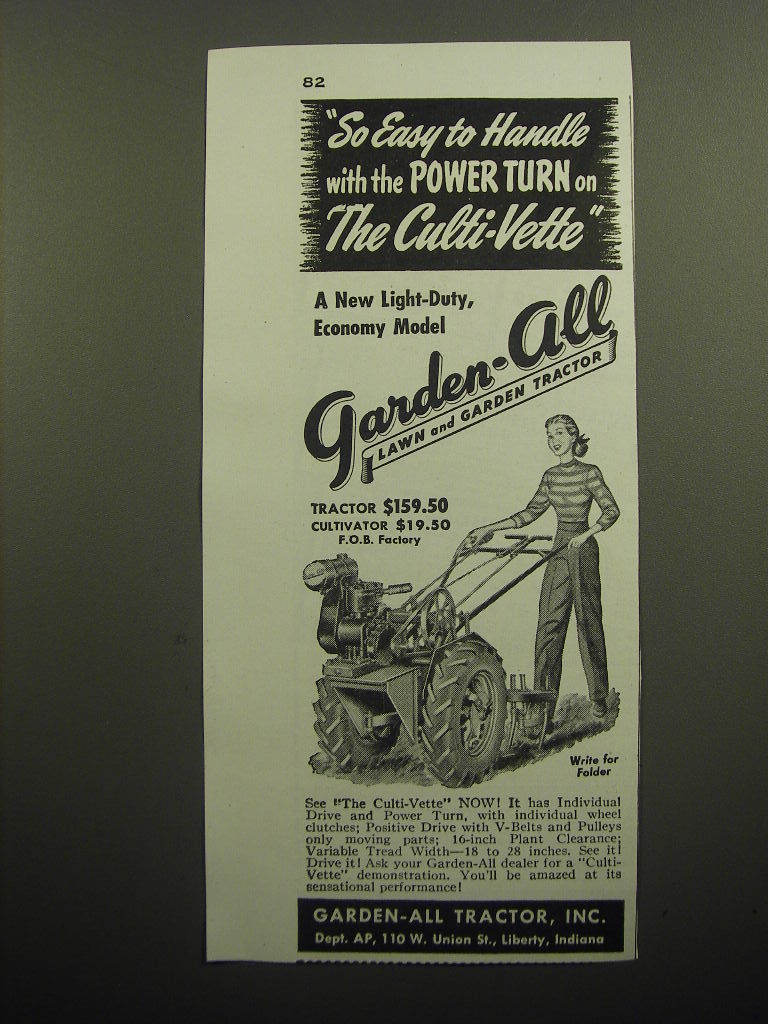 82
"So Easy to Handle
with the POWER TURN on
The Culti-Vette"
A New Light-Duty,
Economy Model
Garden-All
LAWN and GARDEN TRACTOR
TRACTOR $159.50
CULTIVATOR $19.50
F.O.B. Factory
Write for
Folder
See "The Culti-Vette" NOW! It has Individual
Drive and Power Turn, with individual wheel
clutches; Positive Drive with V-Belts and Pulleys
only moving parts; 16-inch Plant Clearance;
Variable Tread Width—18 to 28 inches. See it!
Drive it! Ask your Garden-All dealer for a "Culti-
Vette" demonstration. You'll be amazed at its
sensational performance!
GARDEN-ALL TRACTOR, INC.
Dept. AP, 110 W. Union St., Liberty, Indiana